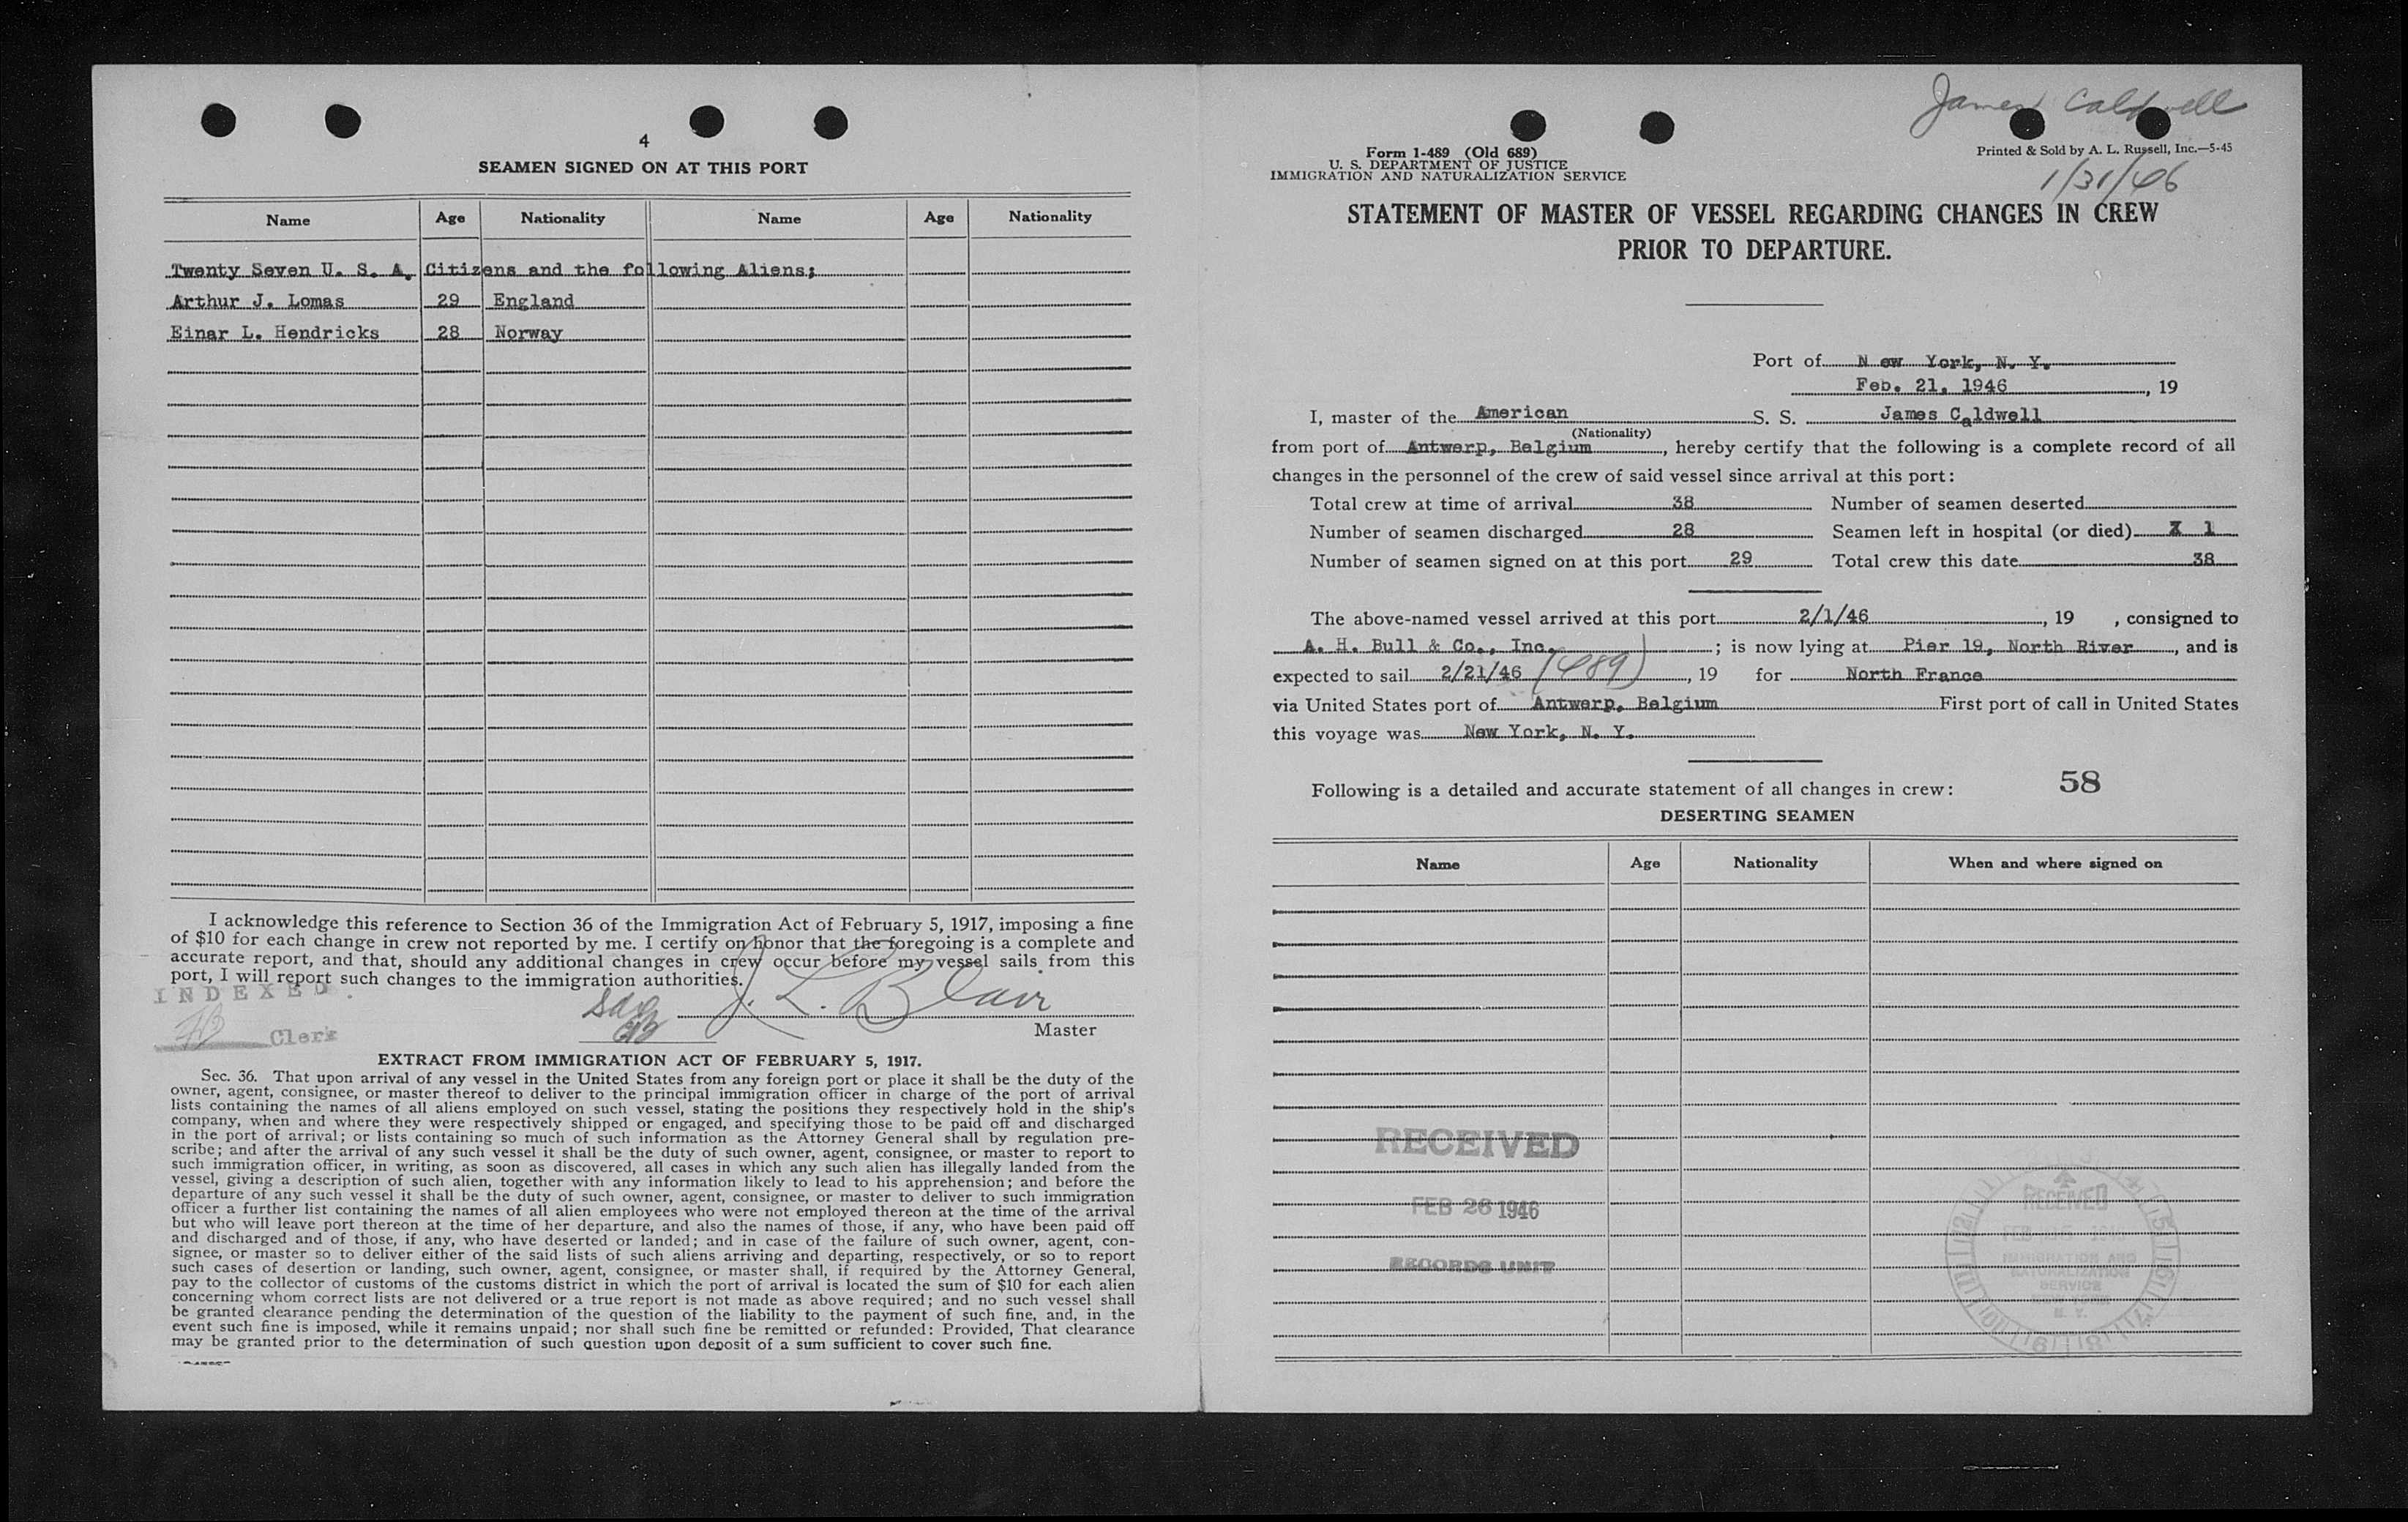 4
SEAMEN SIGNED ON AT THIS PORT
Name Age Nationality Name Age Nationality
Twenty Seven U. S. A. Citizens and the following Aliens;
Arthur J. Lomas 29 England
Einar L. Hendricks 28 Norway
I acknowledge this reference to Section 36 of the Immigration Act of February 5, 1917, imposing a fine
of $10 for each change in crew not reported by me. I certify on honor that the foregoing is a complete and
accurate report, and that, should any additional changes in crew occur before my vessel sails from this
port, I will report such changes to the immigration authorities.
INDEXED.
J. L. Blair
Clerk
Master
EXTRACT FROM IMMIGRATION ACT OF FEBRUARY 5, 1917.
Sec. 36. That upon arrival of any vessel in the United States from any foreign port or place it shall be the duty of the
owner, agent, consignee, or master thereof to deliver to the principal immigration officer in charge of the port of arrival
lists containing the names of all aliens employed on such vessel, stating the positions they respectively hold in the ship's
company, when and where they were respectively shipped or engaged, and specifying those to be paid off and discharged
in the port of arrival; or lists containing so much of such information as the Attorney General shall by regulation pre-
scribe; and after the arrival of any such vessel it shall be the duty of such owner, agent, consignee, or master to report to
such immigration officer, in writing, as soon as discovered, all cases in which any such alien has illegally landed from the
vessel, giving a description of such alien, together with any information likely to lead to his apprehension; and before the
departure of any such vessel it shall be the duty of such owner, agent, consignee, or master to deliver to such immigration
officer a further list containing the names of all alien employees who were not employed thereon at the time of the arrival
but who will leave port thereon at the time of her departure, and also the names of those, if any, who have been paid off
and discharged and of those, if any, who have deserted or landed; and in case of the failure of such owner, agent, con-
signee, or master so to deliver either of the said lists of such aliens arriving and departing, respectively, or so to report
such cases of desertion or landing, such owner, agent, consignee, or master shall, if required by the Attorney General,
pay to the collector of customs of the customs district in which the port of arrival is located the sum of $10 for each alien
concerning whom correct lists are not delivered or a true report is not made as above required; and no such vessel shall
be granted clearance pending the determination of the question of the liability to the payment of such fine, and, in the
event such fine is imposed, while it remains unpaid; nor shall such fine be remitted or refunded: Provided, That clearance
may be granted prior to the determination of such question upon deposit of a sum sufficient to cover such fine.
James Caldwell
Form 1-489 (Old 689)
U. S. DEPARTMENT OF JUSTICE
IMMIGRATION AND NATURALIZATION SERVICE
Printed & Sold by A. L. Russell, Inc.—5-45
1/31/46
STATEMENT OF MASTER OF VESSEL REGARDING CHANGES IN CREW
PRIOR TO DEPARTURE.
Port of N ew York, N. Y.
Feb. 21, 1946, 19
I, master of the American S. S. James Caldwell
(Nationality)
from port of Antwerp, Belgium, hereby certify that the following is a complete record of all
changes in the personnel of the crew of said vessel since arrival at this port:
Total crew at time of arrival 38 Number of seamen deserted
Number of seamen discharged 28 Seamen left in hospital (or died) X 1
Number of seamen signed on at this port 29 Total crew this date 38
The above-named vessel arrived at this port 2/1/46, 19 , consigned to
A. H. Bull & Co., Inc. ; is now lying at Pier 19, North River, and is
expected to sail 2/21/46 (489), 19 for North France
via United States port of Antwerp, Belgium First port of call in United States
this voyage was New York, N. Y.
58
Following is a detailed and accurate statement of all changes in crew:
DESERTING SEAMEN
Name Age Nationality When and where signed on
RECEIVED
FEB 26 1946
RECORDS UNIT
RECEIVED
IMMIGRATION AND
NATURALIZATION
SERVICE
N. Y.